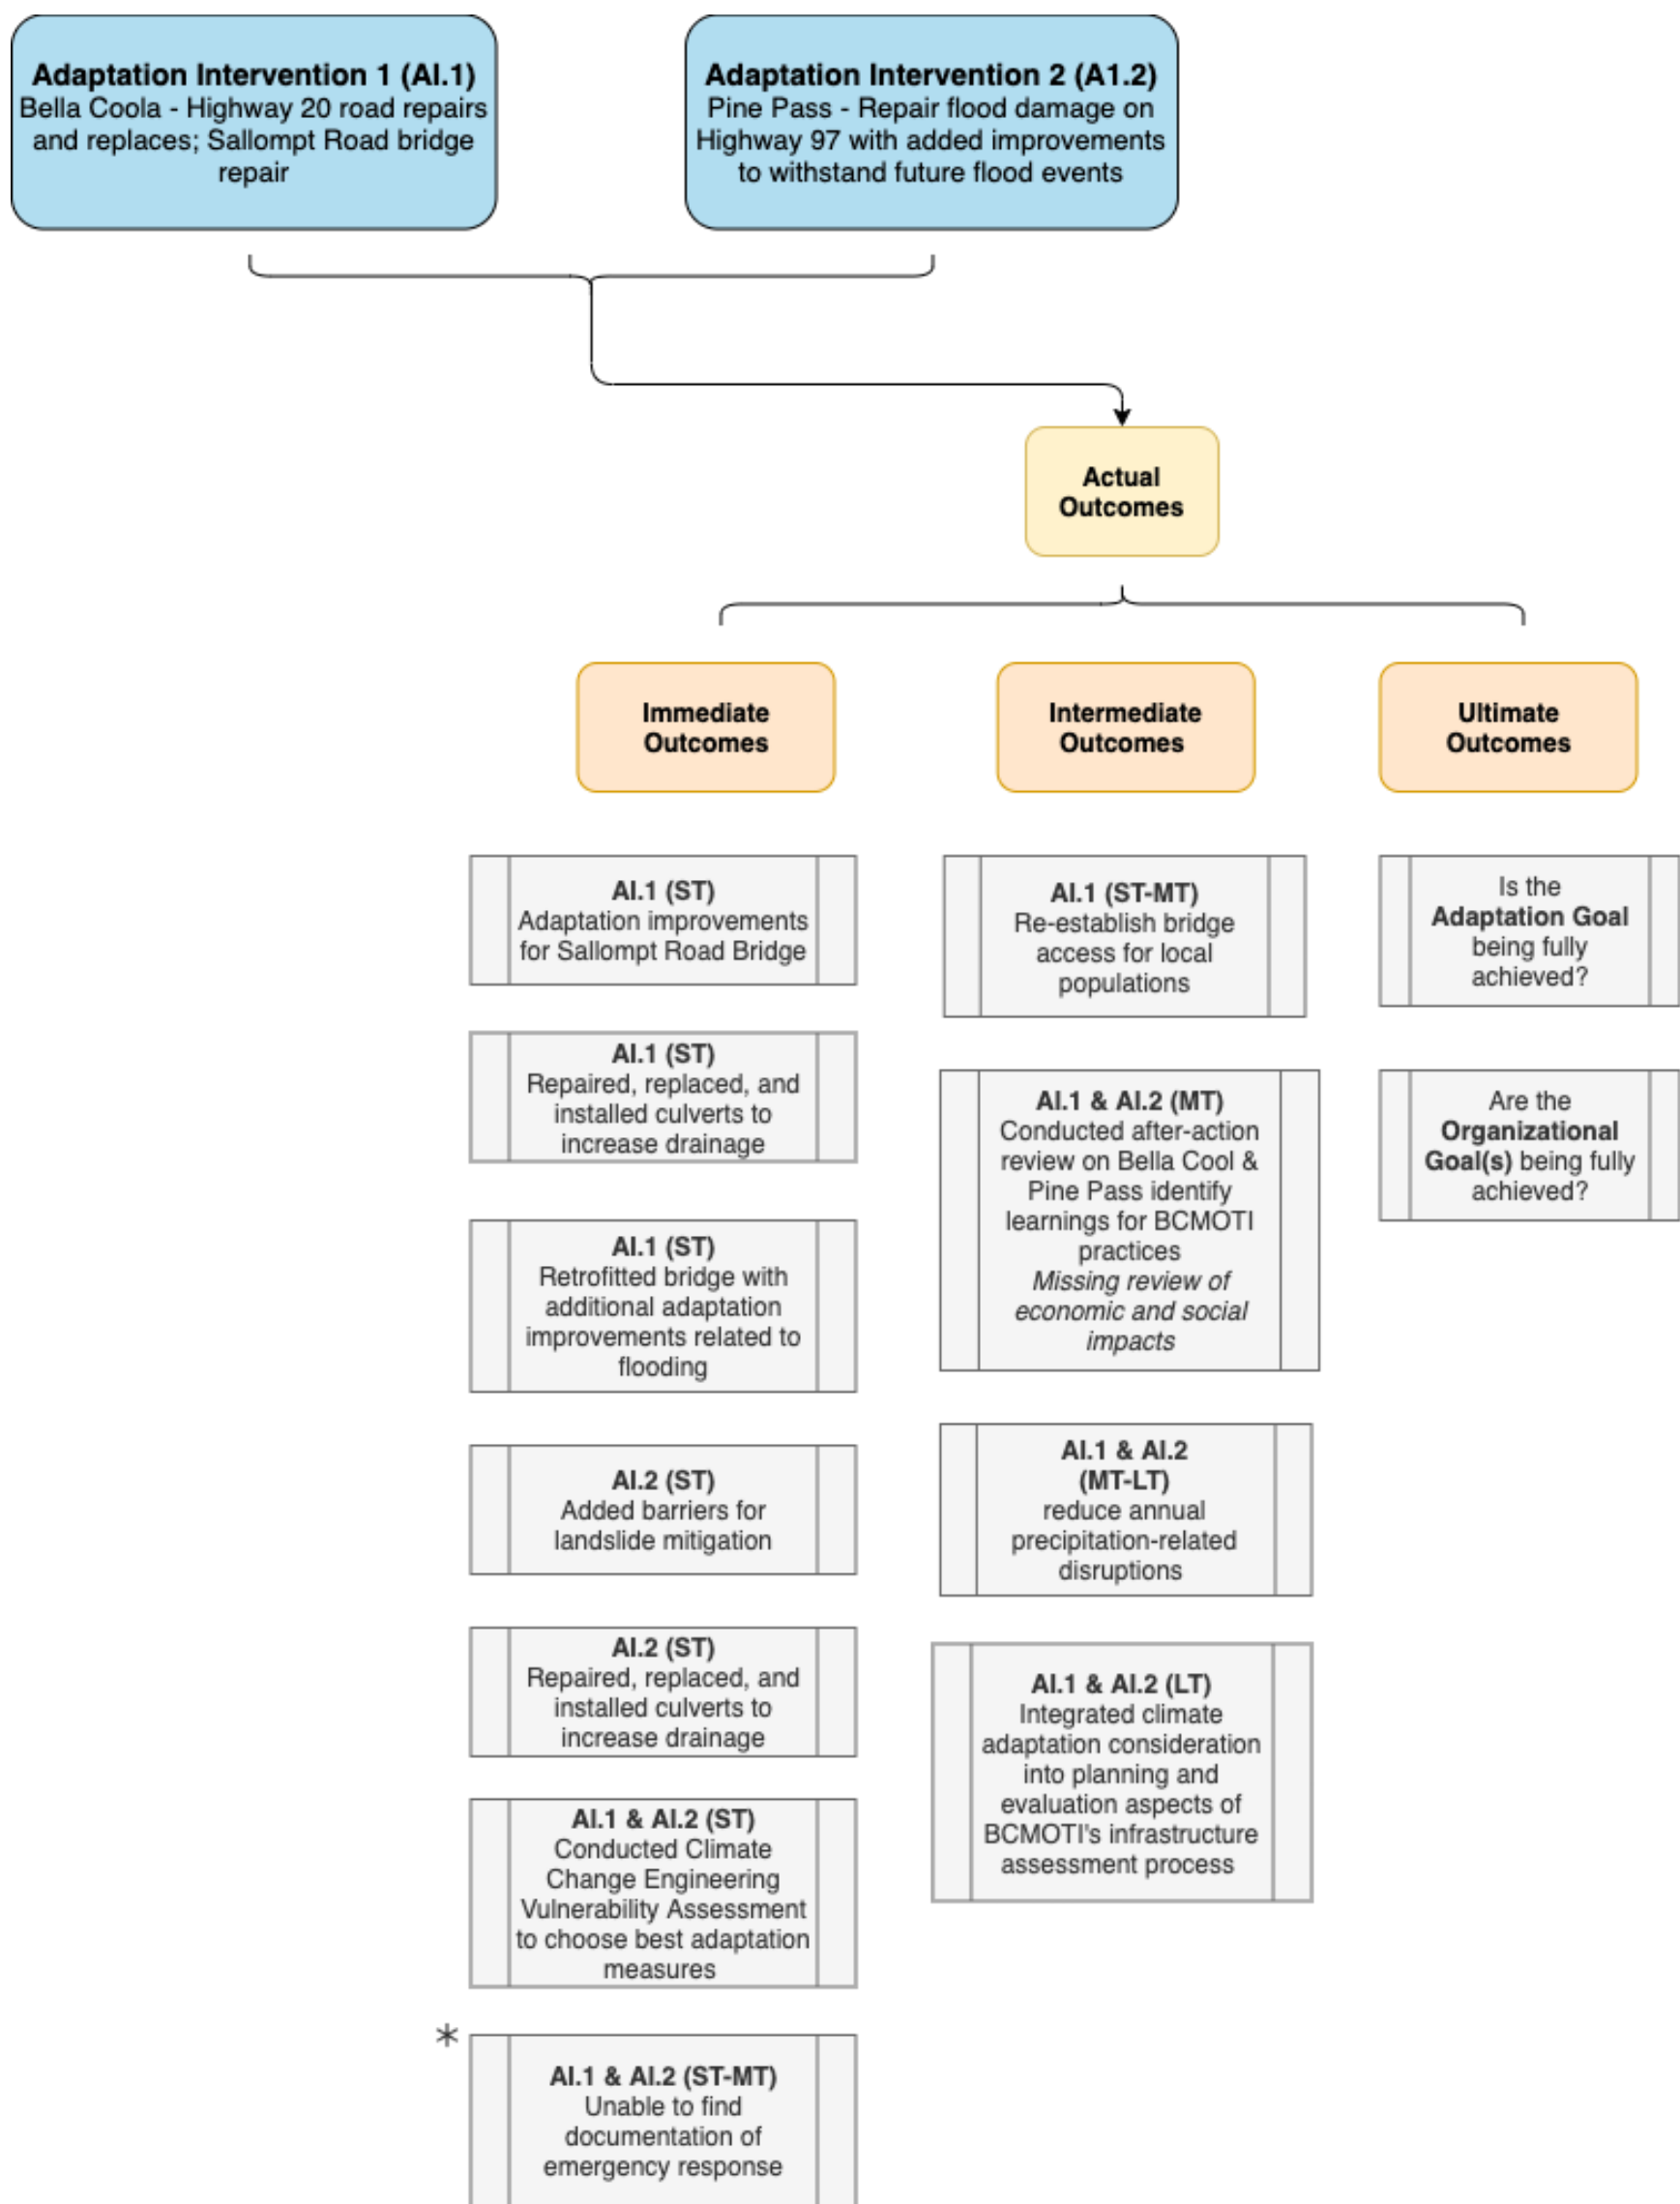 Adaptation Intervention 1 (AI.1)
Bella Coola - Highway 20 road repairs
and replaces; Sallompt Road bridge
repair
Adaptation Intervention 2 (A1.2)
Pine Pass - Repair flood damage on
Highway 97 with added improvements
to withstand future flood events
Actual
Outcomes
Immediate
Outcomes
Intermediate
Outcomes
Ultimate
Outcomes
AI.1 (ST)
Adaptation improvements
for Sallompt Road Bridge
AI.1 (ST)
Repaired, replaced, and
installed culverts to
increase drainage
AI.1 (ST)
Retrofitted bridge with
additional adaptation
improvements related to
flooding
AI.2 (ST)
Added barriers for
landslide mitigation
AI.2 (ST)
Repaired, replaced, and
installed culverts to
increase drainage
AI.1 & AI.2 (ST)
Conducted Climate
Change Engineering
Vulnerability Assessment
to choose best adaptation
measures
*
AI.1 & AI.2 (ST-MT)
Unable to find
documentation of
emergency response
AI.1 (ST-MT)
Re-establish bridge
access for local
populations
AI.1 & AI.2 (MT)
Conducted after-action
review on Bella Cool &
Pine Pass identify
learnings for BCMOTI
practices
Missing review of
economic and social
impacts
AI.1 & AI.2
(MT-LT)
reduce annual
precipitation-related
disruptions
AI.1 & AI.2 (LT)
Integrated climate
adaptation consideration
into planning and
evaluation aspects of
BCMOTI's infrastructure
assessment process
Is the
Adaptation Goal
being fully
achieved?
Are the
Organizational
Goal(s) being fully
achieved?